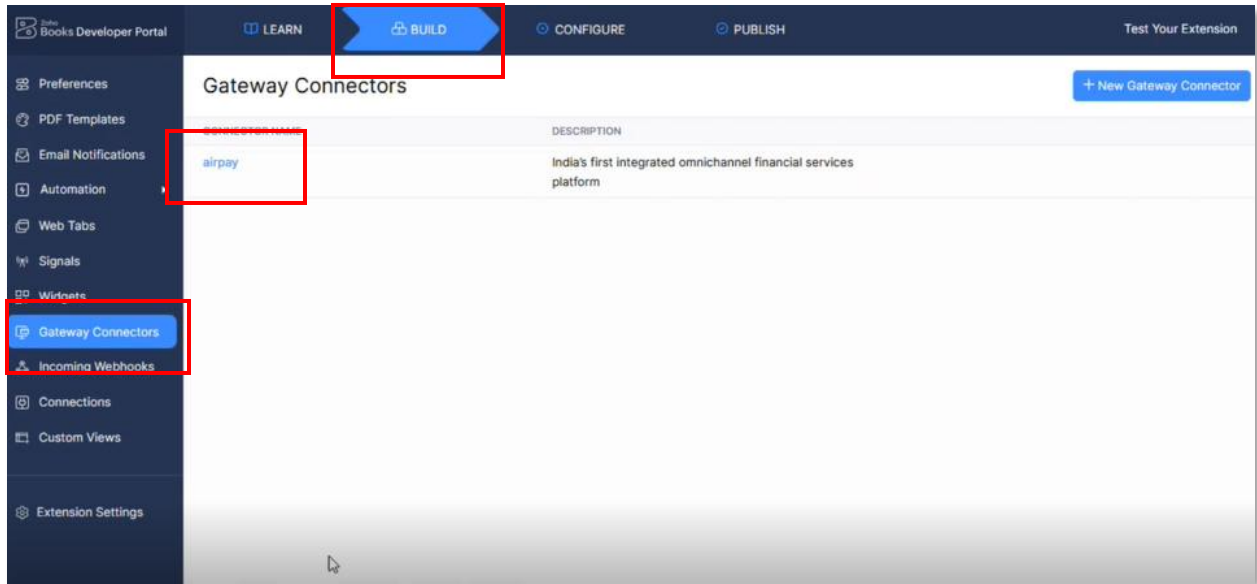 Zoho
Books Developer Portal
LEARN
BUILD
CONFIGURE
PUBLISH
Test Your Extension
Preferences
PDF Templates
Email Notifications
Automation
Web Tabs
Signals
Widgets
Gateway Connectors
Incoming Webhooks
Connections
Custom Views
Extension Settings
Gateway Connectors
+ New Gateway Connector
CONNECTOR NAME
DESCRIPTION
airpay
India's first integrated omnichannel financial services
platform